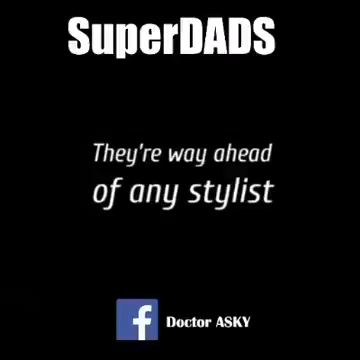 SuperDADS
They're way ahead
of any stylist
f Doctor ASKY